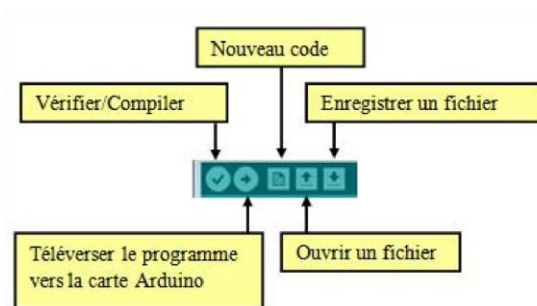 Nouveau code
Vérifier/Compiler
Enregistrer un fichier
Téléverser le programme
vers la carte Arduino
Ouvrir un fichier